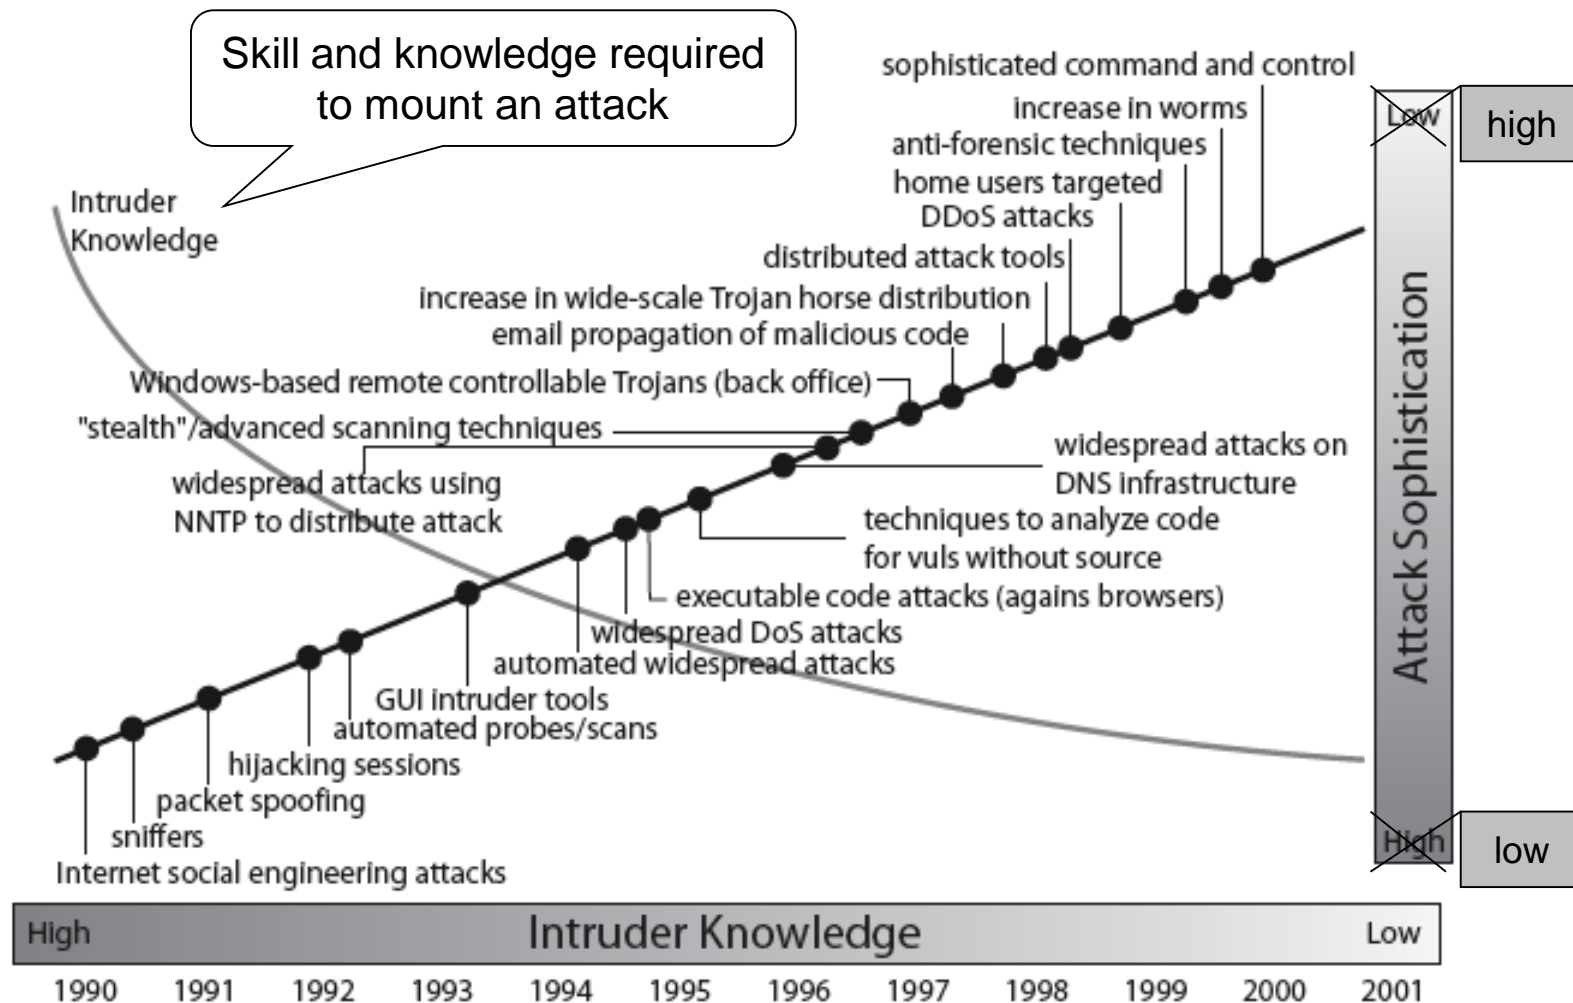 Skill and knowledge required
to mount an attack
sophisticated command and control
increase in worms
anti-forensic techniques
home users targeted
DDoS attacks
distributed attack tools
increase in wide-scale Trojan horse distribution
email propagation of malicious code
Windows-based remote controllable Trojans (back office)
"stealth"/advanced scanning techniques
widespread attacks using
NNTP to distribute attack
widespread attacks on
DNS infrastructure
techniques to analyze code
for vuls without source
executable code attacks (agains browsers)
widespread DoS attacks
automated widespread attacks
GUI intruder tools
automated probes/scans
hijacking sessions
packet spoofing
sniffers
Internet social engineering attacks
Intruder
Knowledge
Low
high
Attack Sophistication
High
low
High Intruder Knowledge Low
1990 1991 1992 1993 1994 1995 1996 1997 1998 1999 2000 2001